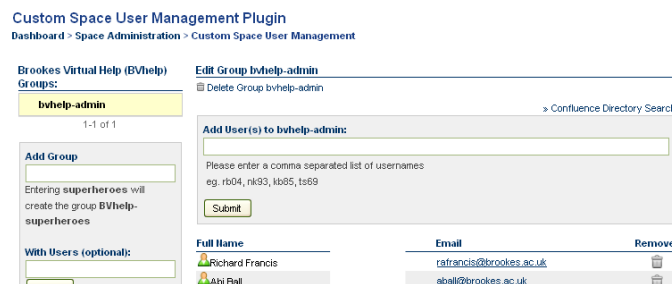 Custom Space User Management Plugin
Dashboard > Space Administration > Custom Space User Management
Brookes Virtual Help (BVhelp)
Groups:
bvhelp-admin
1-1 of 1
Add Group
Entering superheroes will
create the group BVhelp-
superheroes
With Users (optional):
Edit Group bvhelp-admin
Delete Group bvhelp-admin
» Confluence Directory Search
Add User(s) to bvhelp-admin:
Please enter a comma separated list of usernames
eg. rb04, nk93, kb85, ts69
Submit
Full Name Email Remove
Richard Francis rafrancis@brookes.ac.uk
Abi Ball aball@brookes.ac.uk